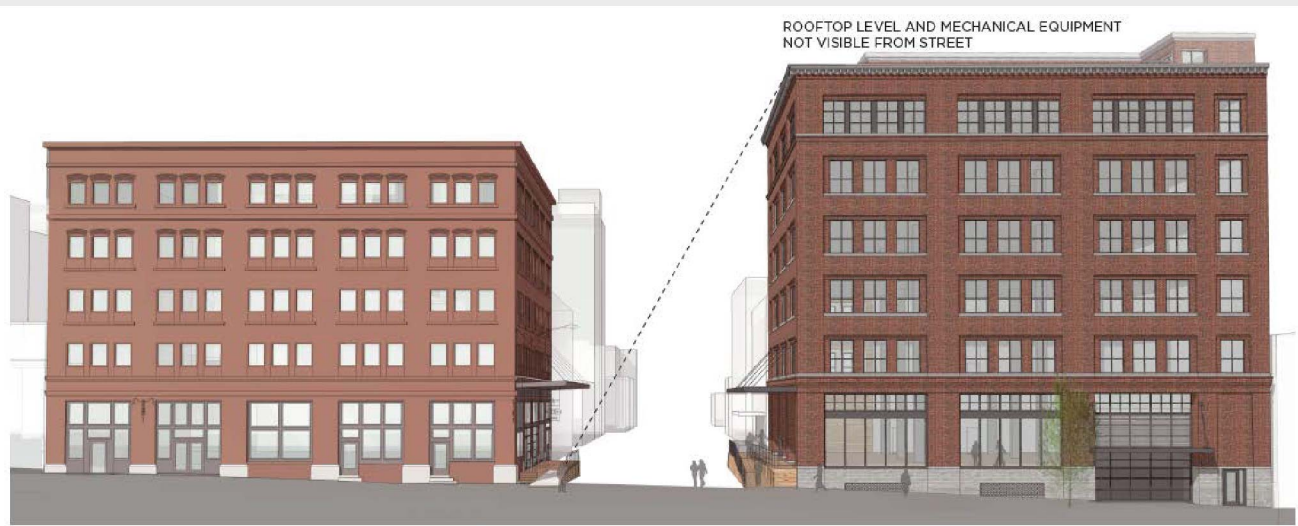 ROOFTOP LEVEL AND MECHANICAL EQUIPMENT
NOT VISIBLE FROM STREET